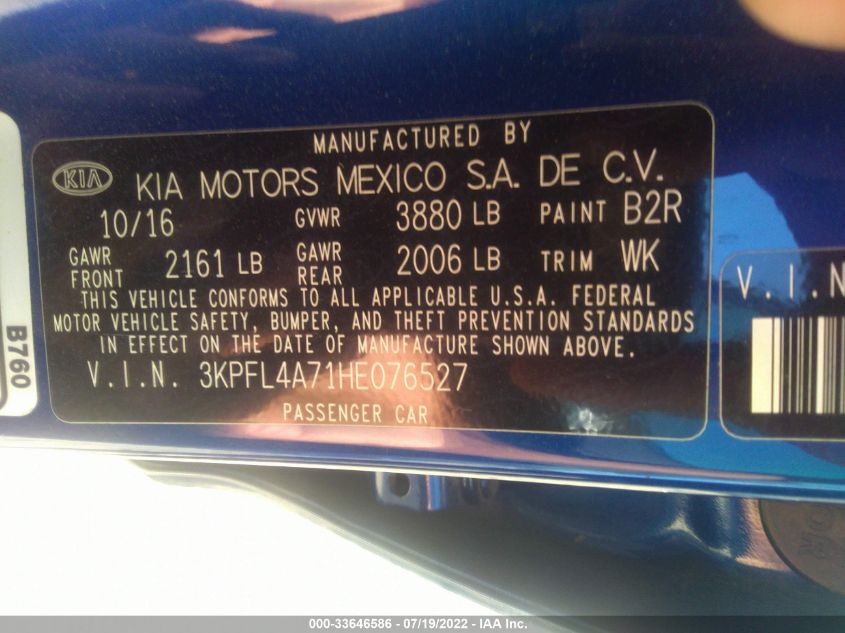 MANUFACTURED BY
KIA KIA MOTORS MEXICO S.A. DE C.V.
10/16 GVWR 3880 LB PAINT B2R
GAWR FRONT 2161 LB GAWR REAR 2006 LB TRIM WK
THIS VEHICLE CONFORMS TO ALL APPLICABLE U.S.A. FEDERAL
MOTOR VEHICLE SAFETY, BUMPER, AND THEFT PREVENTION STANDARDS
IN EFFECT ON THE DATE OF MANUFACTURE SHOWN ABOVE.
V.I.N. 3KPFL4A71HE076527
PASSENGER CAR
B760
V.I.N
000-33646586 - 07/19/2022 - IAA Inc.